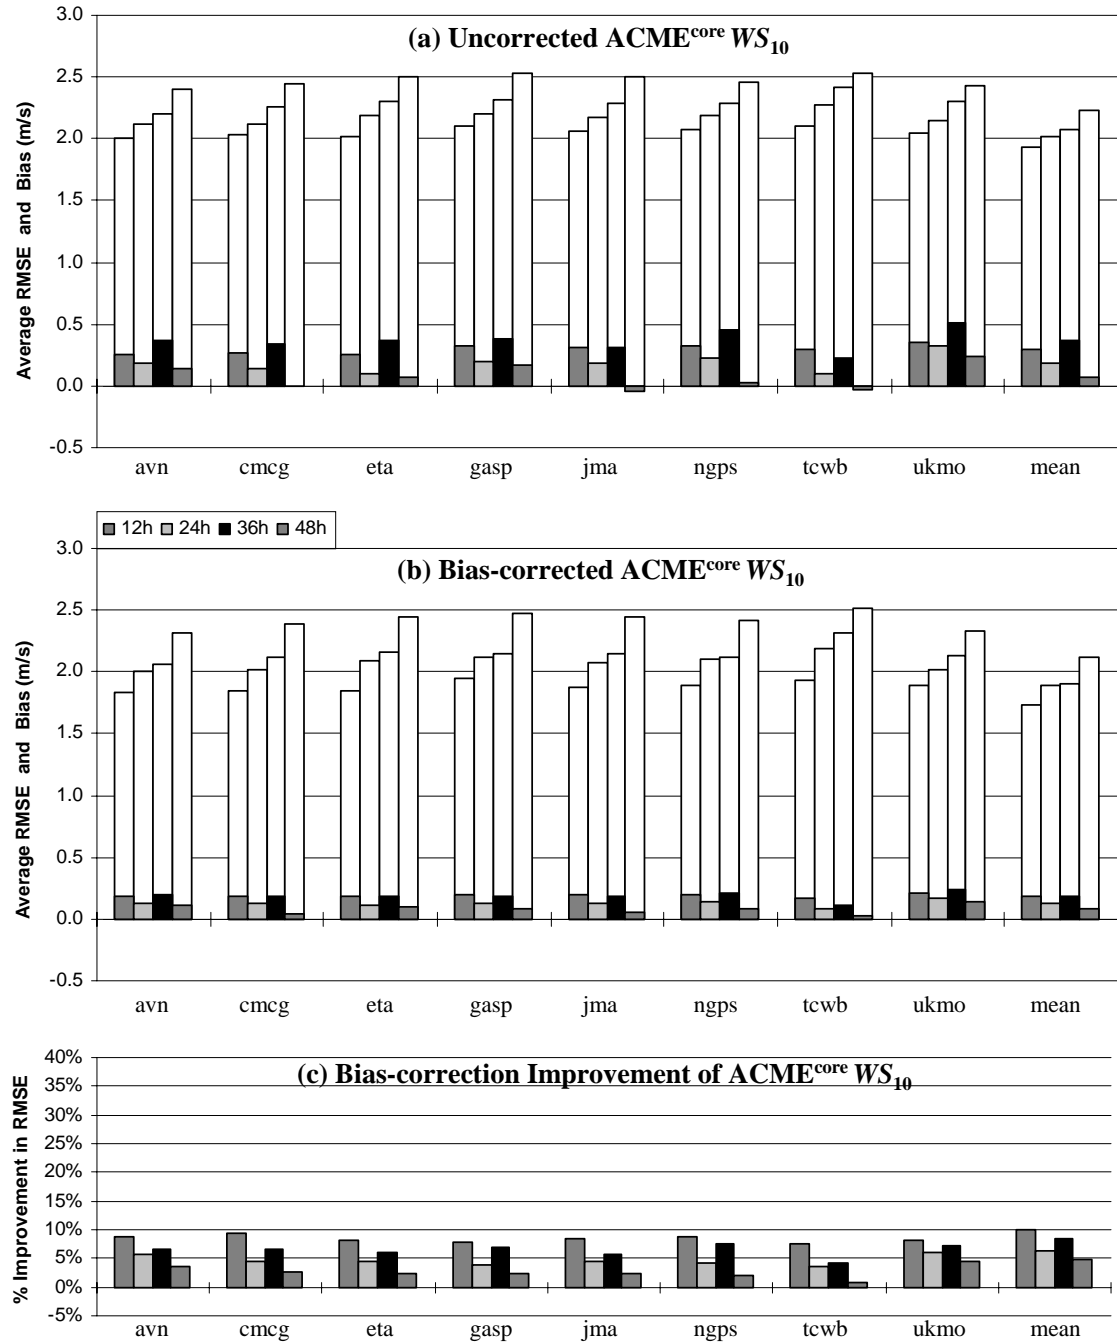 (a) Uncorrected ACME^core WS_10
Average RMSE and Bias (m/s)
3.0
2.5
2.0
1.5
1.0
0.5
0.0
-0.5
avn cmcg eta gasp jma ngps tcwb ukmo mean
12h 24h 36h 48h
(b) Bias-corrected ACME^core WS_10
Average RMSE and Bias (m/s)
3.0
2.5
2.0
1.5
1.0
0.5
0.0
-0.5
avn cmcg eta gasp jma ngps tcwb ukmo mean
(c) Bias-correction Improvement of ACME^core WS_10
% Improvement in RMSE
40%
35%
30%
25%
20%
15%
10%
5%
0%
-5%
avn cmcg eta gasp jma ngps tcwb ukmo mean